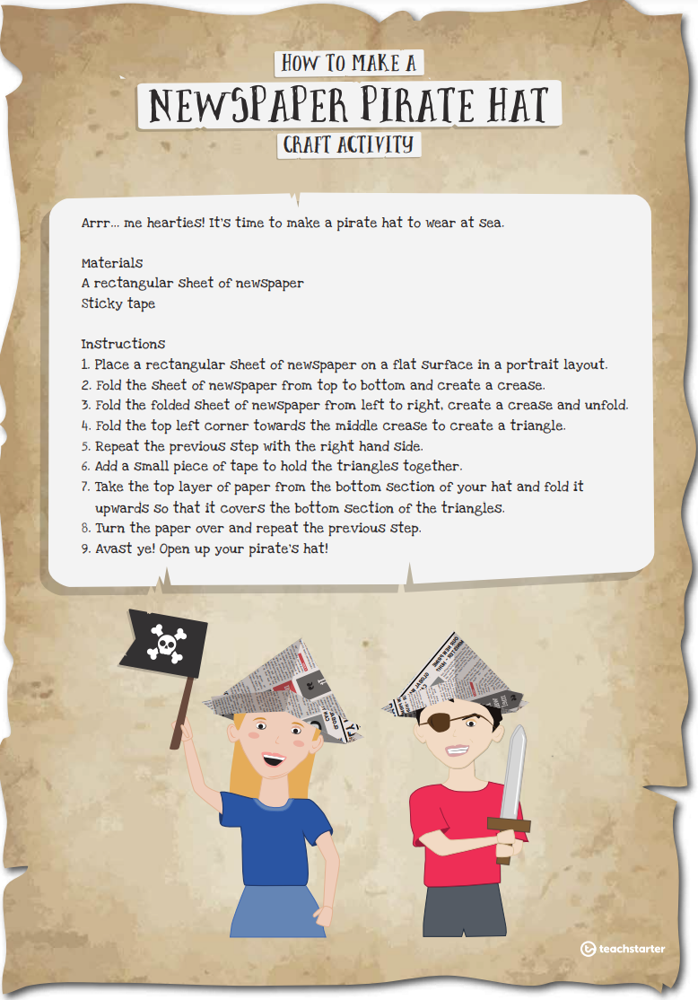 HOW TO MAKE A
NEWSPAPER PIRATE HAT
CRAFT ACTIVITY
Arrr... me hearties! It's time to make a pirate hat to wear at sea.
Materials
A rectangular sheet of newspaper
Sticky tape
Instructions
1. Place a rectangular sheet of newspaper on a flat surface in a portrait layout.
2. Fold the sheet of newspaper from top to bottom and create a crease.
3. Fold the folded sheet of newspaper from left to right, create a crease and unfold.
4. Fold the top left corner towards the middle crease to create a triangle.
5. Repeat the previous step with the right hand side.
6. Add a small piece of tape to hold the triangles together.
7. Take the top layer of paper from the bottom section of your hat and fold it
upwards so that it covers the bottom section of the triangles.
8. Turn the paper over and repeat the previous step.
9. Avast ye! Open up your pirate's hat!
teachstarter